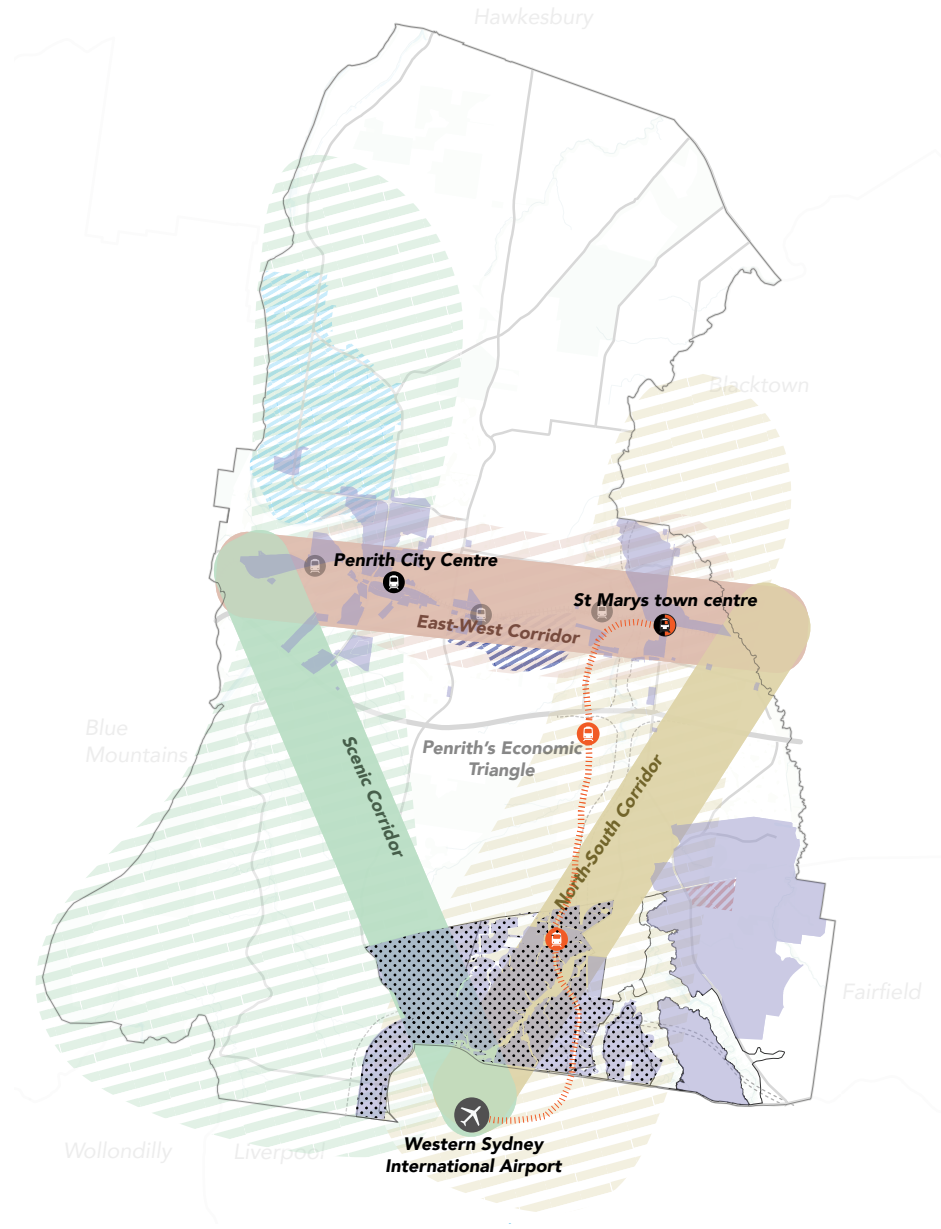 Hawkesbury
Blacktown
Penrith City Centre
St Marys town centre
East-West Corridor
Blue
Mountains
Penrith's Economic
Triangle
Scenic Corridor
North-South Corridor
Fairfield
Western Sydney
International Airport
Wollondilly
Liverpool